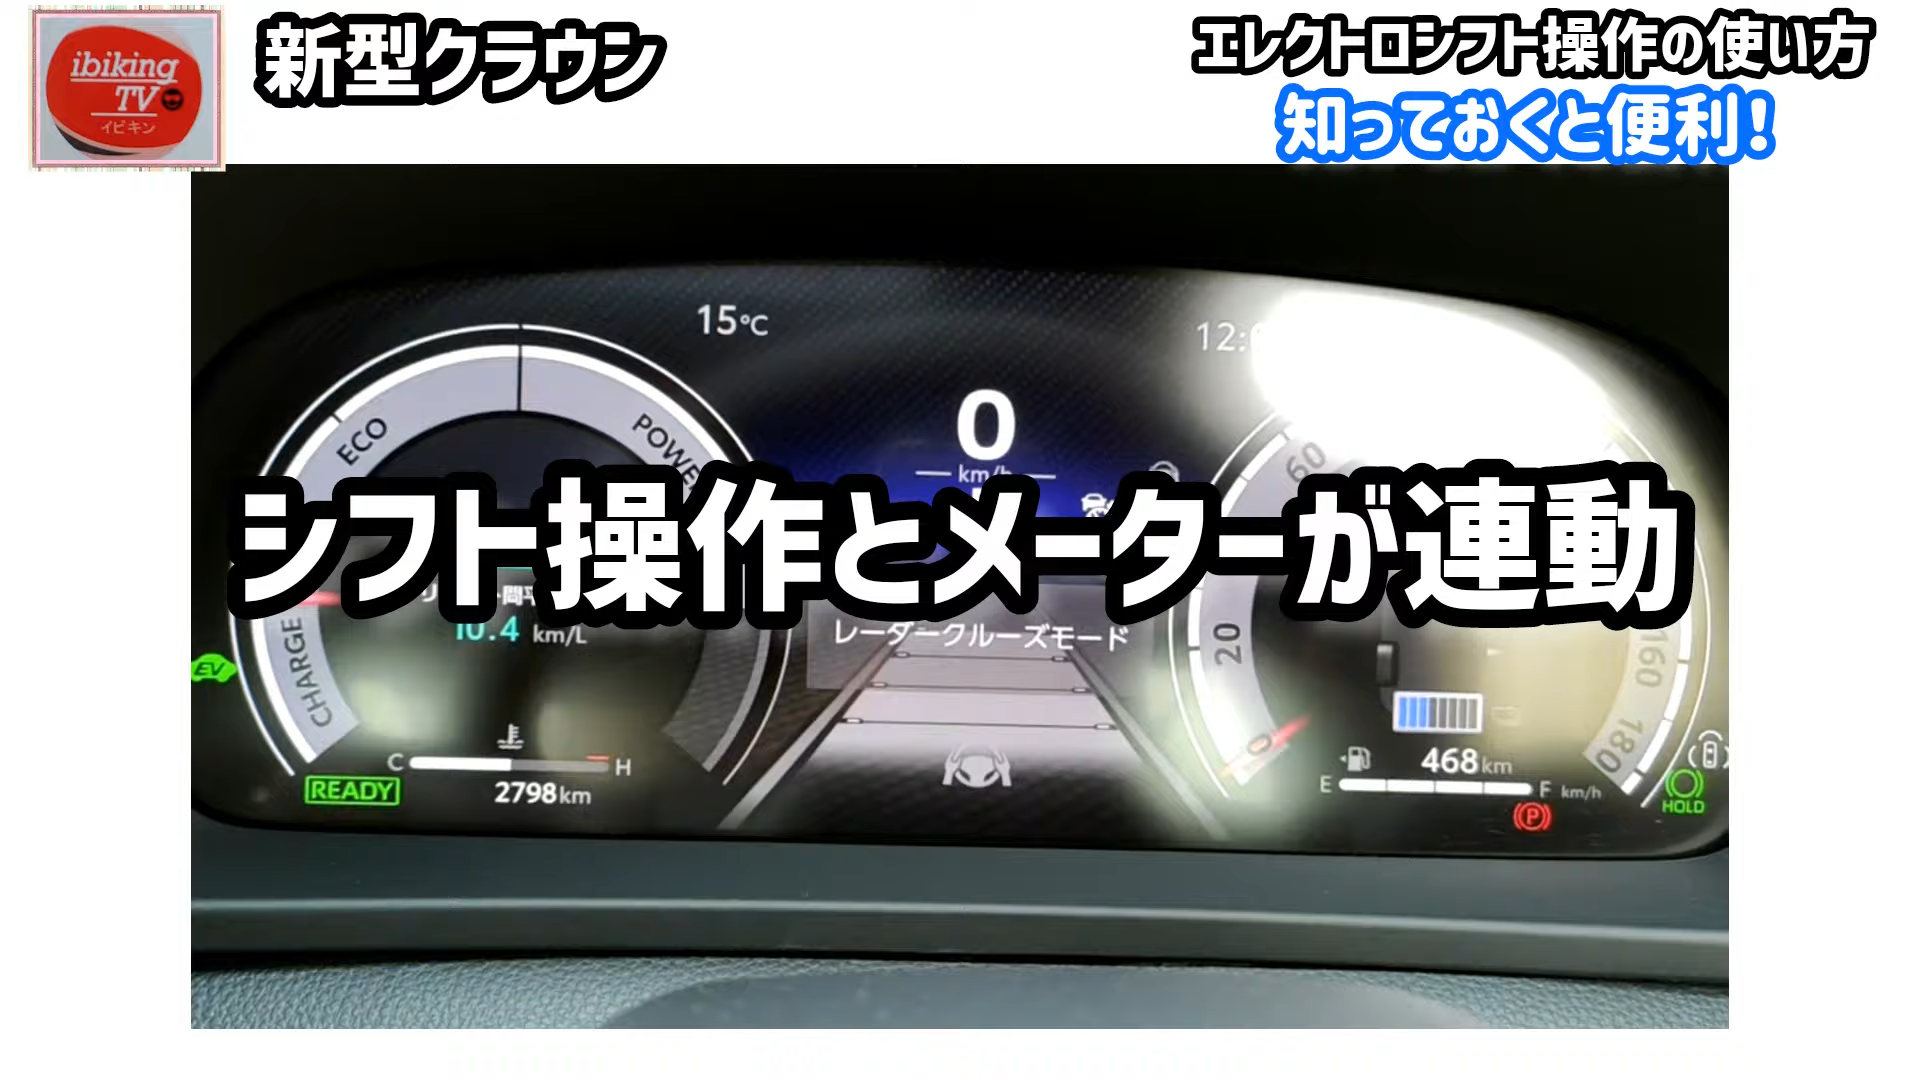 ibiking
TV
イビキン
新型クラウン
エレクトロシフト操作の使い方
知っておくと便利!
15℃
12:
0
km/h
ECO
POWER
60
シフト操作とメーターが連動
10.4 km/L
レーダークルーズモード
20
160
180
CHARGE
EV
C
H
READY
2798km
468km
E
F
km/h
0
P
HOLD